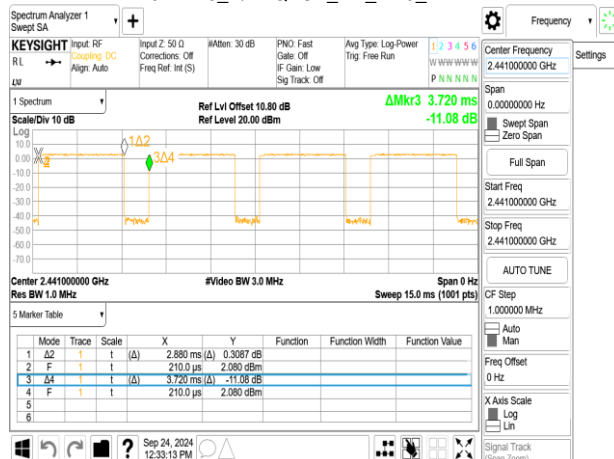 Spectrum Analyzer 1
Swept SA
Frequency
Settings
KEYSIGHT
RL
LXI
Input: RF
Coupling: DC
Align: Auto
Input Z: 50 Ω
Corrections: Off
Freq Ref: Int (S)
#Atten: 30 dB
PNO: Fast
Gate: Off
IF Gain: Low
Sig Track: Off
Avg Type: Log-Power
Trig: Free Run
1 2 3 4 5 6
W W W W W W
P N N N N N
1 Spectrum
Scale/Div 10 dB
Ref Lvl Offset 10.80 dB
Ref Level 20.00 dBm
ΔMkr3 3.720 ms
-11.08 dB
Log
10.0
0.00
-10.0
-20.0
-30.0
-40.0
-50.0
-60.0
-70.0
1Δ2
3Δ4
Center 2.441000000 GHz
Res BW 1.0 MHz
#Video BW 3.0 MHz
Span 0 Hz
Sweep 15.0 ms (1001 pts)
5 Marker Table
Mode Trace Scale X Y Function Function Width Function Value
1 Δ2 1 t (Δ) 2.880 ms (Δ) 0.3087 dB
2 F 1 t 210.0 µs 2.080 dBm
3 Δ4 1 t (Δ) 3.720 ms (Δ) -11.08 dB
4 F 1 t 210.0 µs 2.080 dBm
5
6
Sep 24, 2024
12:33:13 PM
Center Frequency
2.441000000 GHz
Span
0.00000000 Hz
Swept Span
Zero Span
Full Span
Start Freq
2.441000000 GHz
Stop Freq
2.441000000 GHz
AUTO TUNE
CF Step
1.000000 MHz
Auto
Man
Freq Offset
0 Hz
X Axis Scale
Log
Lin
Signal Track
(Span Zoom)